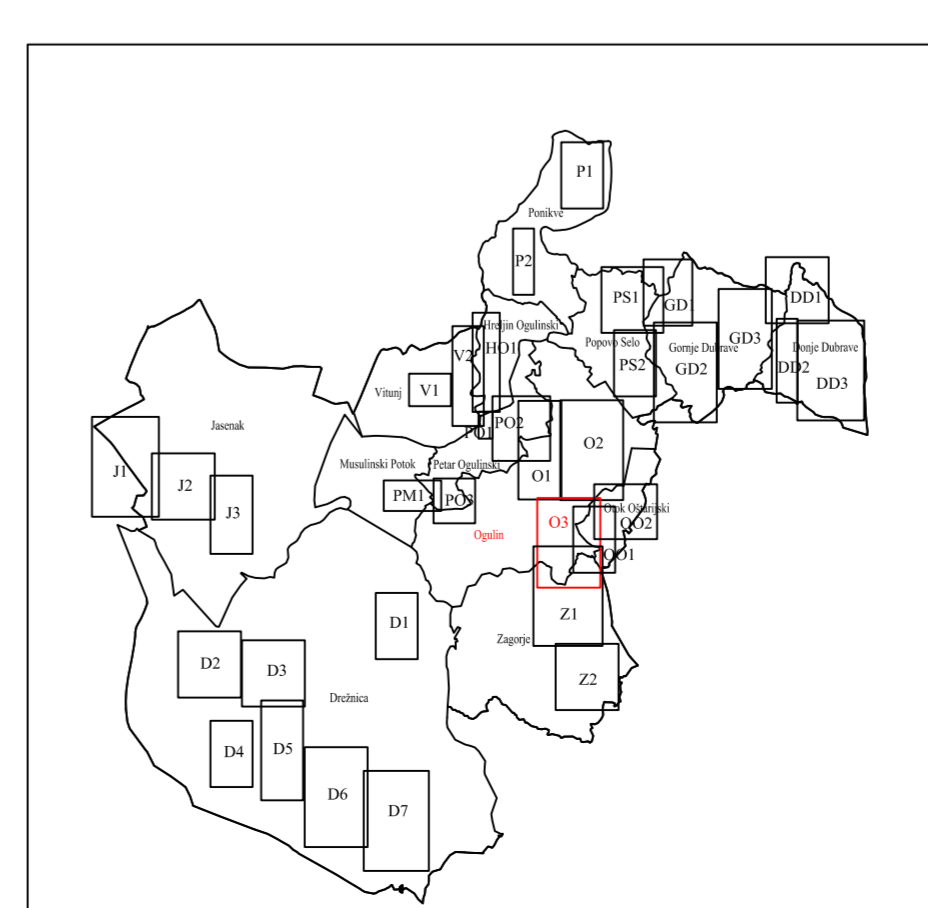 P1
Ponikve
P2
PS1
GD1
DD1
Hreljin Ogulinski
V2
HO1
Popovo Selo
GD3
Gornje Dubrave
Donje Dubrave
PS2
GD2
DD2
DD3
Vitunj
V1
PO1
PO2
Jasenak
O2
J1
J2
J3
Musulinski Potok
Petar Ogulinski
O1
PM1
PO3
Otok Oštarijski
O3
OO2
Ogulin
OO1
Z1
D1
Zagorje
D2
D3
Z2
Drežnica
D4
D5
D6
D7